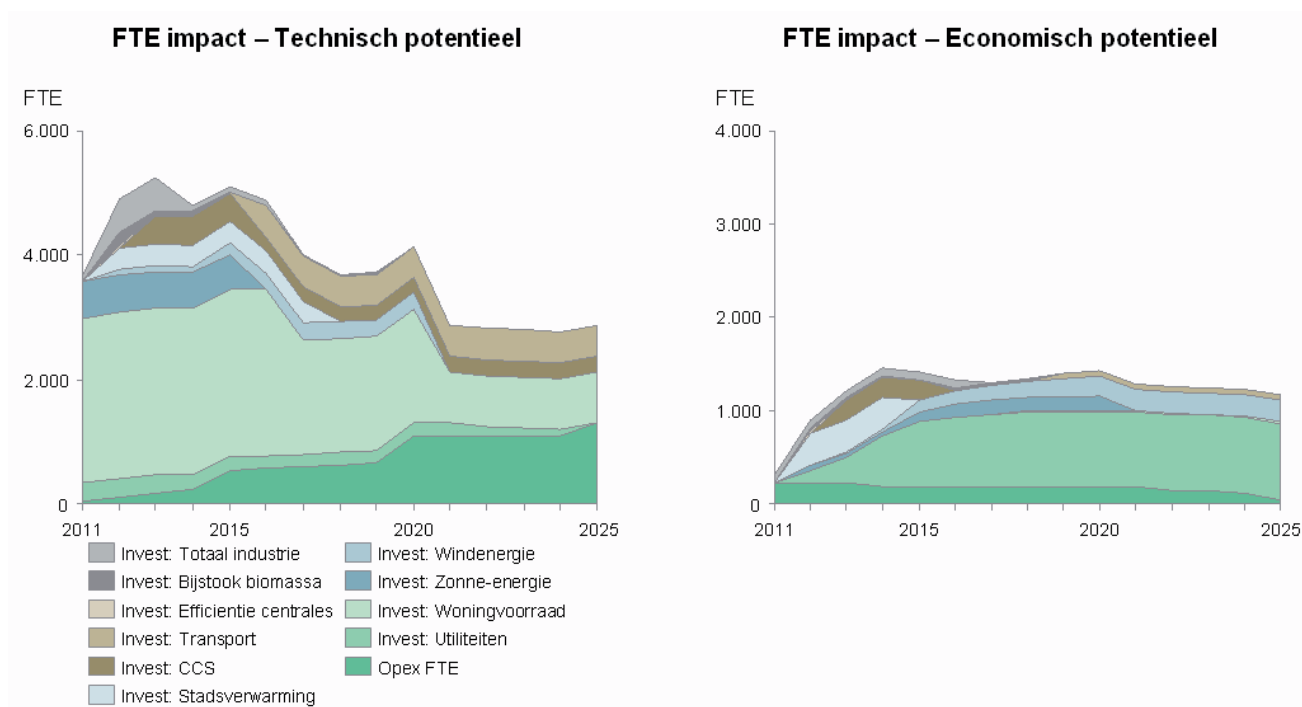 FTE impact – Technisch potentieel
FTE
6.000
4.000
2.000
0
2011
2015
2020
2025
Invest: Totaal industrie
Invest: Bijstook biomassa
Invest: Efficientie centrales
Invest: Transport
Invest: CCS
Invest: Stadsverwarming
Invest: Windenergie
Invest: Zonne-energie
Invest: Woningvoorraad
Invest: Utiliteiten
Opex FTE
FTE impact – Economisch potentieel
FTE
4.000
3.000
2.000
1.000
0
2011
2015
2020
2025